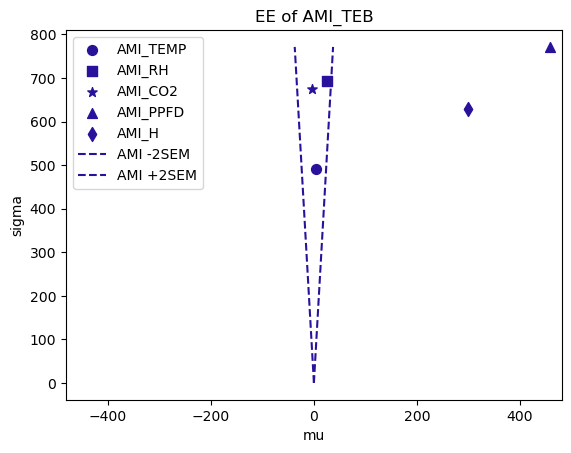 EE of AMI_TEB
AMI_TEMP
AMI_RH
AMI_CO2
AMI_PPFD
AMI_H
AMI -2SEM
AMI +2SEM
sigma
800
700
600
500
400
300
200
100
0
−400
−200
0
200
400
mu